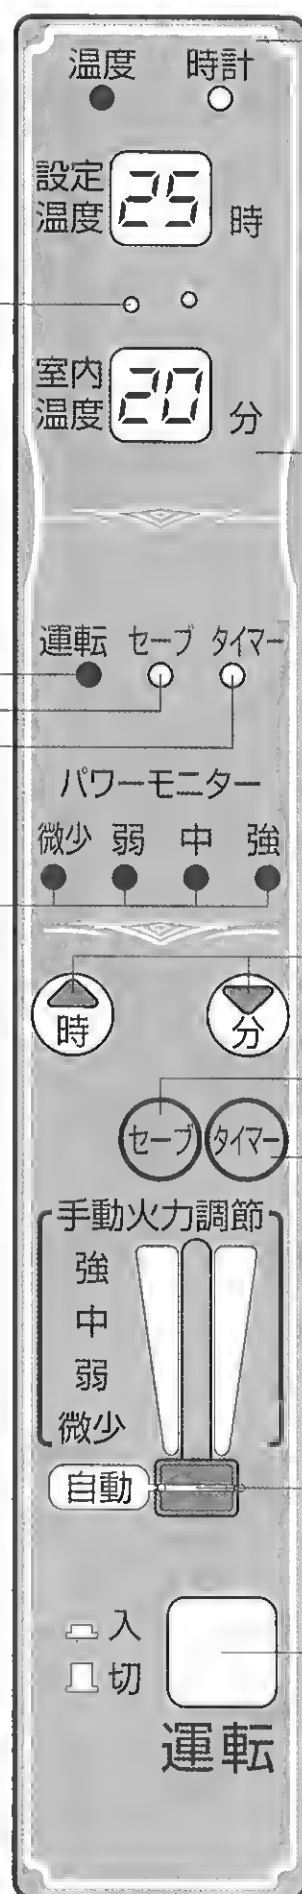 温度 時計
設定温度 25 時
室内温度 20 分
運転 セーブ タイマー
パワーモニター
微少 弱 中 強
時 分
セーブ タイマー
手動火力調節
強
中
弱
微少
自動
入
切
運転